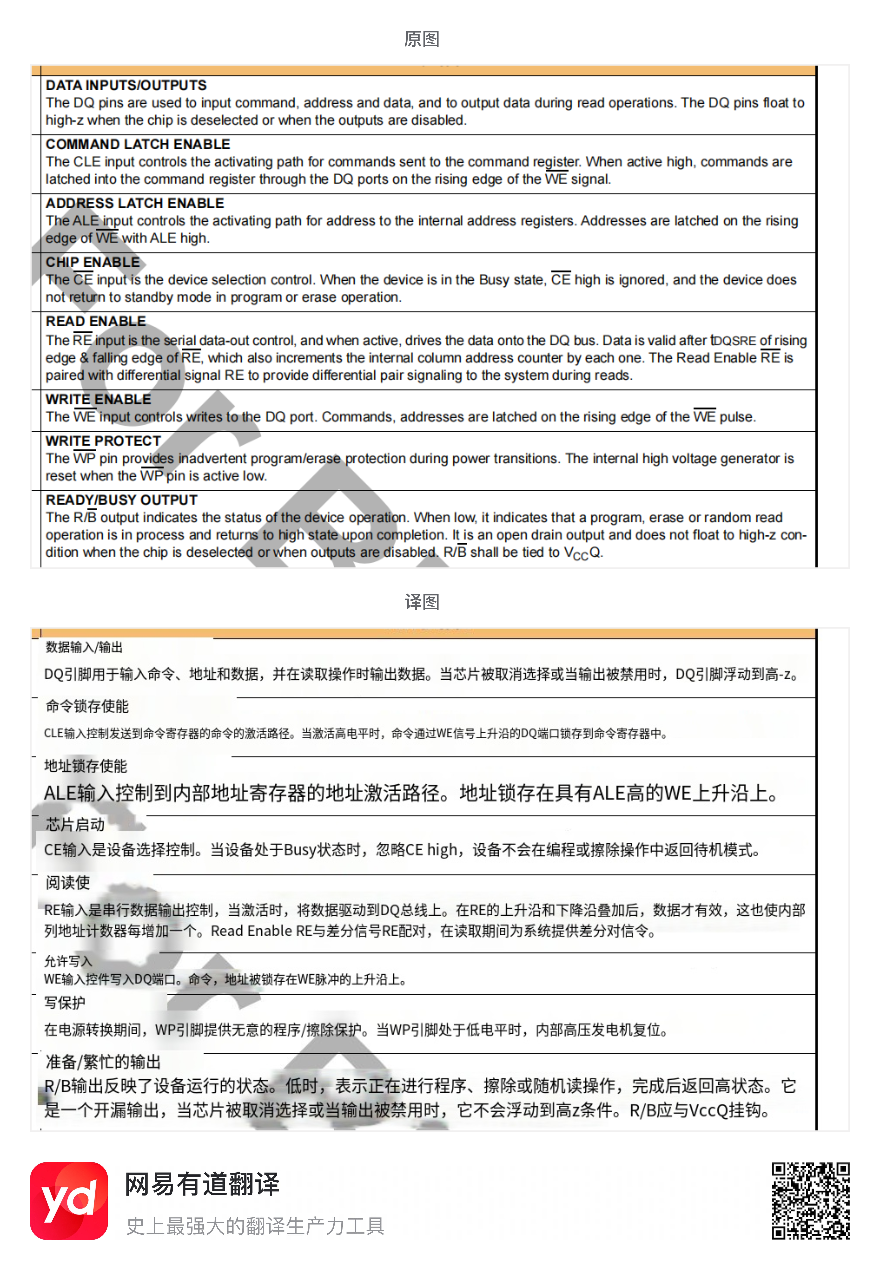 原图
DATA INPUTS/OUTPUTS
The DQ pins are used to input command, address and data, and to output data during read operations. The DQ pins float to
high-z when the chip is deselected or when the outputs are disabled.
COMMAND LATCH ENABLE
The CLE input controls the activating path for commands sent to the command register. When active high, commands are
latched into the command register through the DQ ports on the rising edge of the W̅E̅ signal.
ADDRESS LATCH ENABLE
The ALE input controls the activating path for address to the internal address registers. Addresses are latched on the rising
edge of W̅E̅ with ALE high.
CHIP ENABLE
The C̅E̅ input is the device selection control. When the device is in the Busy state, C̅E̅ high is ignored, and the device does
not return to standby mode in program or erase operation.
READ ENABLE
The R̅E̅ input is the serial data-out control, and when active, drives the data onto the DQ bus. Data is valid after tDQSRE of rising
edge & falling edge of R̅E̅, which also increments the internal column address counter by each one. The Read Enable R̅E̅ is
paired with differential signal RE to provide differential pair signaling to the system during reads.
WRITE ENABLE
The W̅E̅ input controls writes to the DQ port. Commands, addresses are latched on the rising edge of the W̅E̅ pulse.
WRITE PROTECT
The W̅P̅ pin provides inadvertent program/erase protection during power transitions. The internal high voltage generator is
reset when the W̅P̅ pin is active low.
READY/BUSY OUTPUT
The R/B̅ output indicates the status of the device operation. When low, it indicates that a program, erase or random read
operation is in process and returns to high state upon completion. It is an open drain output and does not float to high-z con-
dition when the chip is deselected or when outputs are disabled. R/B̅ shall be tied to VCCQ.
For
译图
数据输入/输出
DQ引脚用于输入命令、地址和数据，并在读取操作时输出数据。当芯片被取消选择或当输出被禁用时，DQ引脚浮动到高-z。
命令锁存使能
CLE输入控制发送到命令寄存器的命令的激活路径。当激活高电平时，命令通过WE信号上升沿的DQ端口锁存到命令寄存器中。
地址锁存使能
ALE输入控制到内部地址寄存器的地址激活路径。地址锁存在具有ALE高的WE上升沿上。
芯片启动
CE输入是设备选择控制。当设备处于Busy状态时，忽略CE high，设备不会在编程或擦除操作中返回待机模式。
阅读使
RE输入是串行数据输出控制，当激活时，将数据驱动到DQ总线上。在RE的上升沿和下降沿叠加后，数据才有效，这也使内部
列地址计数器每增加一个。Read Enable RE与差分信号RE配对，在读取期间为系统提供差分对信令。
允许写入
WE输入控件写入DQ端口。命令，地址被锁存在WE脉冲的上升沿上。
写保护
在电源转换期间，WP引脚提供无意的程序/擦除保护。当WP引脚处于低电平时，内部高压发电机复位。
准备/繁忙的输出
R/B输出反映了设备运行的状态。低时，表示正在进行程序、擦除或随机读操作，完成后返回高状态。它
是一个开漏输出，当芯片被取消选择或当输出被禁用时，它不会浮动到高z条件。R/B应与VccQ挂钩。
yd
网易有道翻译
史上最强大的翻译生产力工具